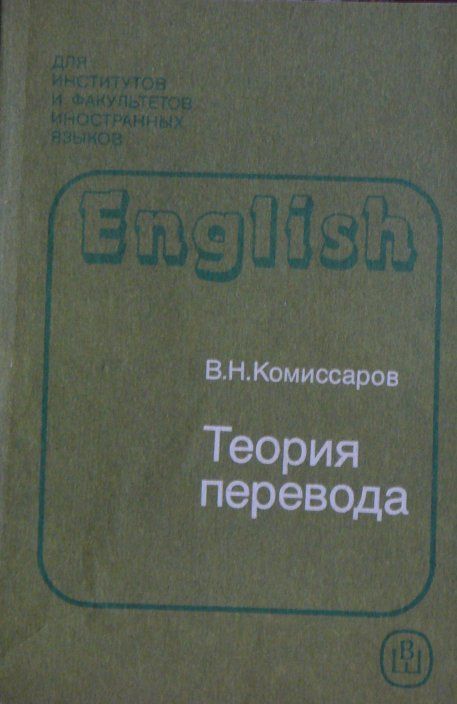 ДЛЯ
ИНСТИТУТОВ
И ФАКУЛЬТЕТОВ
ИНОСТРАННЫХ
ЯЗЫКОВ
English
В.Н.Комиссаров
Теория
перевода
ВШ